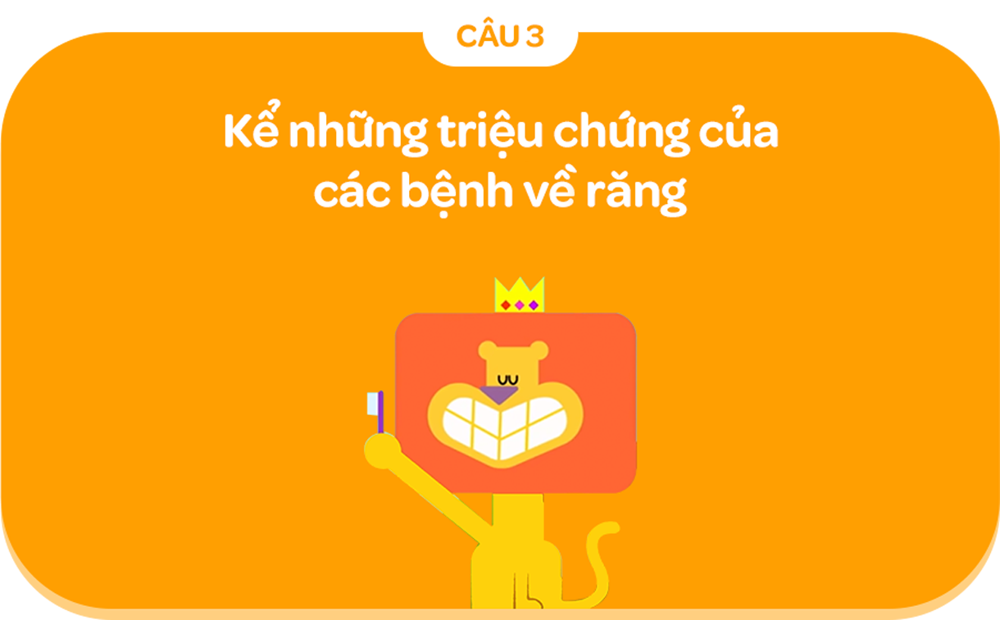 CÂU 3
Kể những triệu chứng của
các bệnh về răng